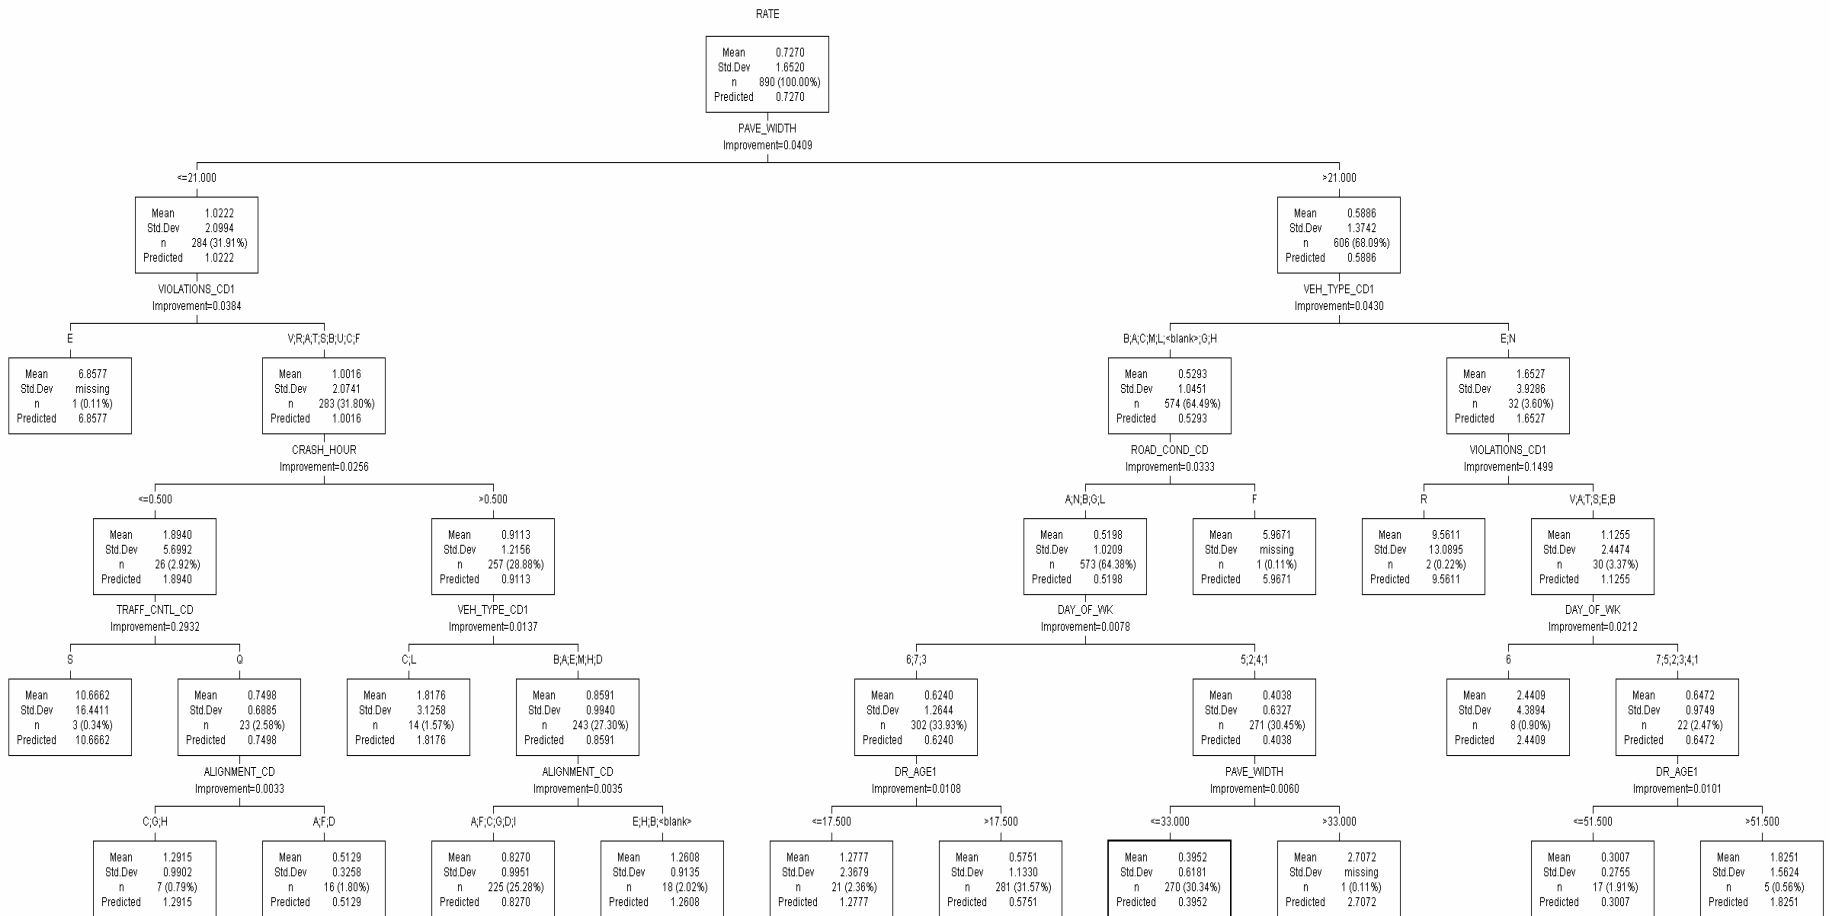 RATE
Mean 0.7270
Std.Dev 1.6520
n 890 (100.00%)
Predicted 0.7270
PAVE_WIDTH
Improvement=0.0409
<=21.000
>21.000
Mean 1.0222
Std.Dev 2.0994
n 284 (31.91%)
Predicted 1.0222
Mean 0.5886
Std.Dev 1.3742
n 606 (68.09%)
Predicted 0.5886
VIOLATIONS_CD1
Improvement=0.0384
VEH_TYPE_CD1
Improvement=0.0430
E
V;R;A;T;S;B;U;C;F
B;A;C;M;L;<blank>;G;H
E;N
Mean 6.8577
Std.Dev missing
n 1 (0.11%)
Predicted 6.8577
Mean 1.0016
Std.Dev 2.0741
n 283 (31.80%)
Predicted 1.0016
Mean 0.5293
Std.Dev 1.0451
n 574 (64.49%)
Predicted 0.5293
Mean 1.6527
Std.Dev 3.9286
n 32 (3.60%)
Predicted 1.6527
CRASH_HOUR
Improvement=0.0256
ROAD_COND_CD
Improvement=0.0333
VIOLATIONS_CD1
Improvement=0.1499
<=0.500
>0.500
A;N;B;G;L
F
R
V;A;T;S;E;B
Mean 1.8940
Std.Dev 5.6992
n 26 (2.92%)
Predicted 1.8940
Mean 0.9113
Std.Dev 1.2156
n 257 (28.88%)
Predicted 0.9113
Mean 0.5198
Std.Dev 1.0209
n 573 (64.38%)
Predicted 0.5198
Mean 5.9671
Std.Dev missing
n 1 (0.11%)
Predicted 5.9671
Mean 9.5611
Std.Dev 13.0895
n 2 (0.22%)
Predicted 9.5611
Mean 1.1255
Std.Dev 2.4474
n 30 (3.37%)
Predicted 1.1255
TRAFF_CNTL_CD
Improvement=0.2932
VEH_TYPE_CD1
Improvement=0.0137
DAY_OF_WK
Improvement=0.0078
DAY_OF_WK
Improvement=0.0212
S
Q
C;L
B;A;E;M;H;D
6;7;3
5;2;4;1
6
7;5;2;3;4;1
Mean 10.6662
Std.Dev 16.4411
n 3 (0.34%)
Predicted 10.6662
Mean 0.7498
Std.Dev 0.6885
n 23 (2.58%)
Predicted 0.7498
Mean 1.8176
Std.Dev 3.1258
n 14 (1.57%)
Predicted 1.8176
Mean 0.8591
Std.Dev 0.9940
n 243 (27.30%)
Predicted 0.8591
Mean 0.6240
Std.Dev 1.2644
n 302 (33.93%)
Predicted 0.6240
Mean 0.4038
Std.Dev 0.6327
n 271 (30.45%)
Predicted 0.4038
Mean 2.4409
Std.Dev 4.3894
n 8 (0.90%)
Predicted 2.4409
Mean 0.6472
Std.Dev 0.9749
n 22 (2.47%)
Predicted 0.6472
ALIGNMENT_CD
Improvement=0.0033
ALIGNMENT_CD
Improvement=0.0035
DR_AGE1
Improvement=0.0108
PAVE_WIDTH
Improvement=0.0060
DR_AGE1
Improvement=0.0101
C;G;H
A;F;D
A;F;C;G;D;I
E;H;B;<blank>
<=17.500
>17.500
<=33.000
>33.000
<=51.500
>51.500
Mean 1.2915
Std.Dev 0.9902
n 7 (0.79%)
Predicted 1.2915
Mean 0.5129
Std.Dev 0.3258
n 16 (1.80%)
Predicted 0.5129
Mean 0.8270
Std.Dev 0.9951
n 225 (25.28%)
Predicted 0.8270
Mean 1.2608
Std.Dev 0.9135
n 18 (2.02%)
Predicted 1.2608
Mean 1.2777
Std.Dev 2.3679
n 21 (2.36%)
Predicted 1.2777
Mean 0.5751
Std.Dev 1.1330
n 281 (31.57%)
Predicted 0.5751
Mean 0.3952
Std.Dev 0.6181
n 270 (30.34%)
Predicted 0.3952
Mean 2.7072
Std.Dev missing
n 1 (0.11%)
Predicted 2.7072
Mean 0.3007
Std.Dev 0.2755
n 17 (1.91%)
Predicted 0.3007
Mean 1.8251
Std.Dev 1.5624
n 5 (0.56%)
Predicted 1.8251